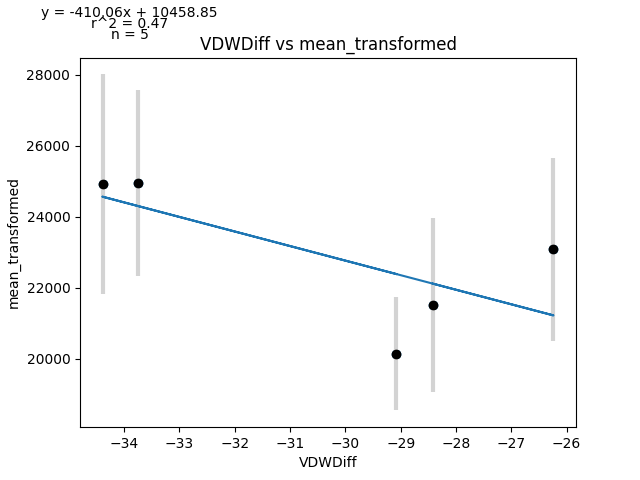 y = -410.06x + 10458.85
r^2 = 0.47
n = 5
VDWDiff vs mean_transformed
28000
26000
24000
22000
20000
mean_transformed
−34 −33 −32 −31 −30 −29 −28 −27 −26
VDWDiff